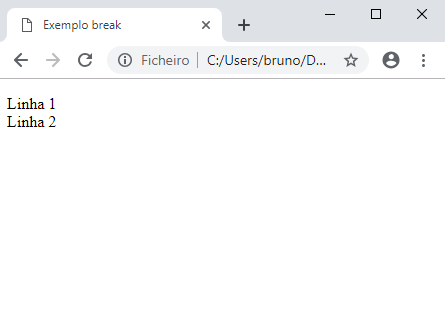 Exemplo break
Ficheiro
C:/Users/bruno/D...
Linha 1
Linha 2